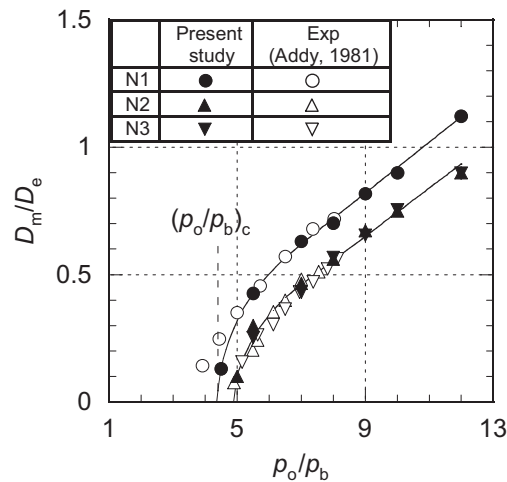 1.5
Present study
Exp (Addy, 1981)
N1
N2
N3
1
Dm/De
(po/pb)c
0.5
0
1
5
9
13
po/pb